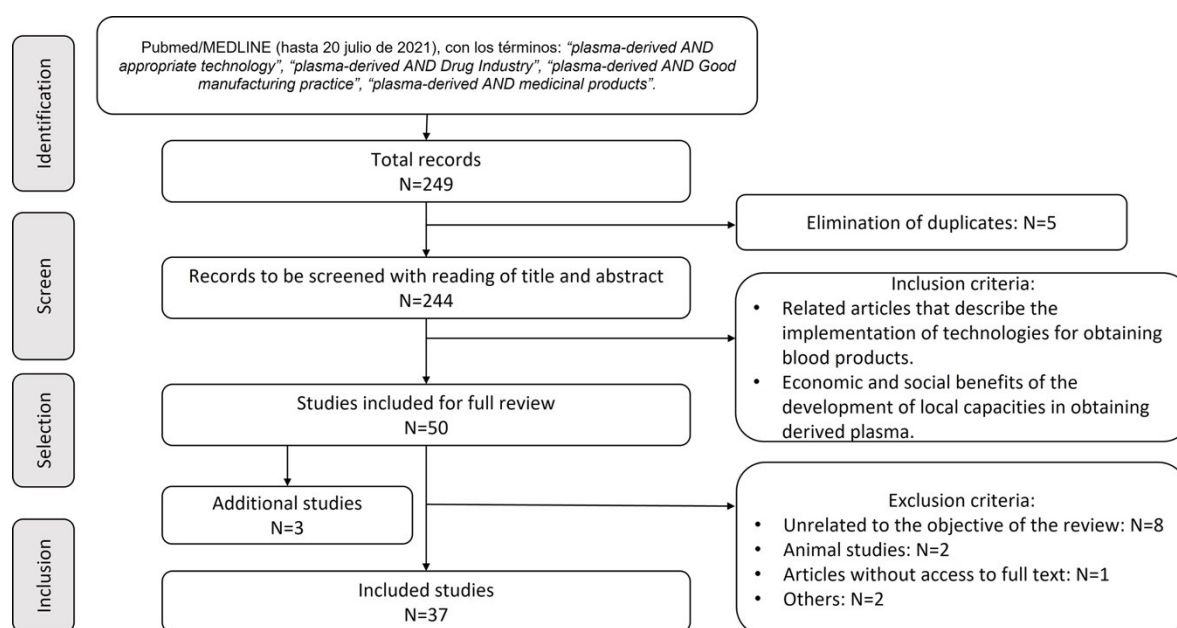 Identification
Pubmed/MEDLINE (hasta 20 julio de 2021), con los términos: “plasma-derived AND
appropriate technology”, “plasma-derived AND Drug Industry”, “plasma-derived AND Good
manufacturing practice”, “plasma-derived AND medicinal products”.
Total records
N=249
Screen
Elimination of duplicates: N=5
Records to be screened with reading of title and abstract
N=244
Inclusion criteria:
• Related articles that describe the
implementation of technologies for obtaining
blood products.
• Economic and social benefits of the
development of local capacities in obtaining
derived plasma.
Selection
Studies included for full review
N=50
Additional studies
N=3
Exclusion criteria:
• Unrelated to the objective of the review: N=8
• Animal studies: N=2
• Articles without access to full text: N=1
• Others: N=2
Inclusion
Included studies
N=37